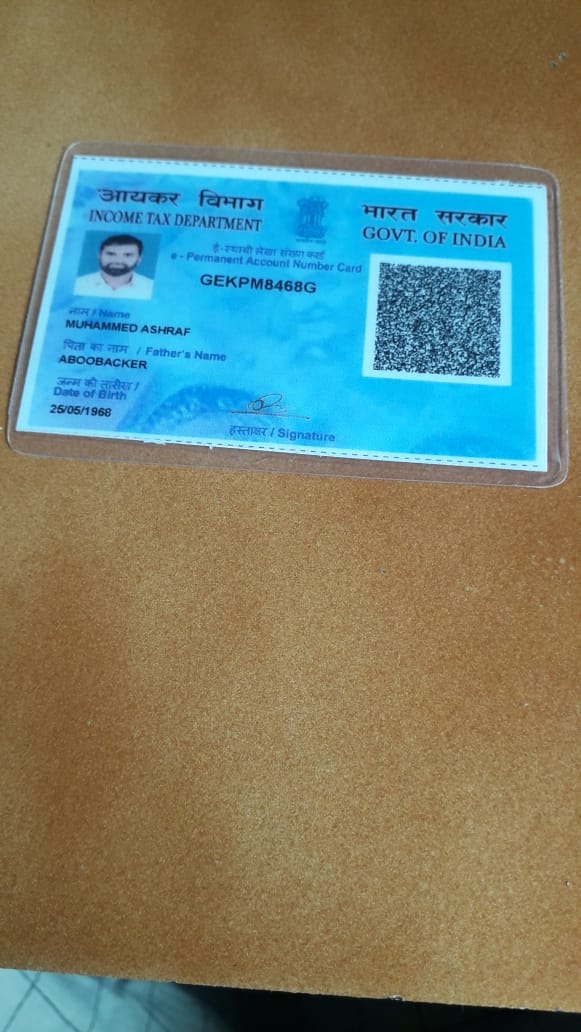 आयकर विभाग
INCOME TAX DEPARTMENT
भारत सरकार
GOVT. OF INDIA
ई-स्थायी लेखा संख्या कार्ड
e - Permanent Account Number Card
GEKPM8468G
नाम / Name
MUHAMMED ASHRAF
पिता का नाम / Father's Name
ABOOBACKER
जन्म की तारीख /
Date of Birth
25/05/1968
हस्ताक्षर / Signature